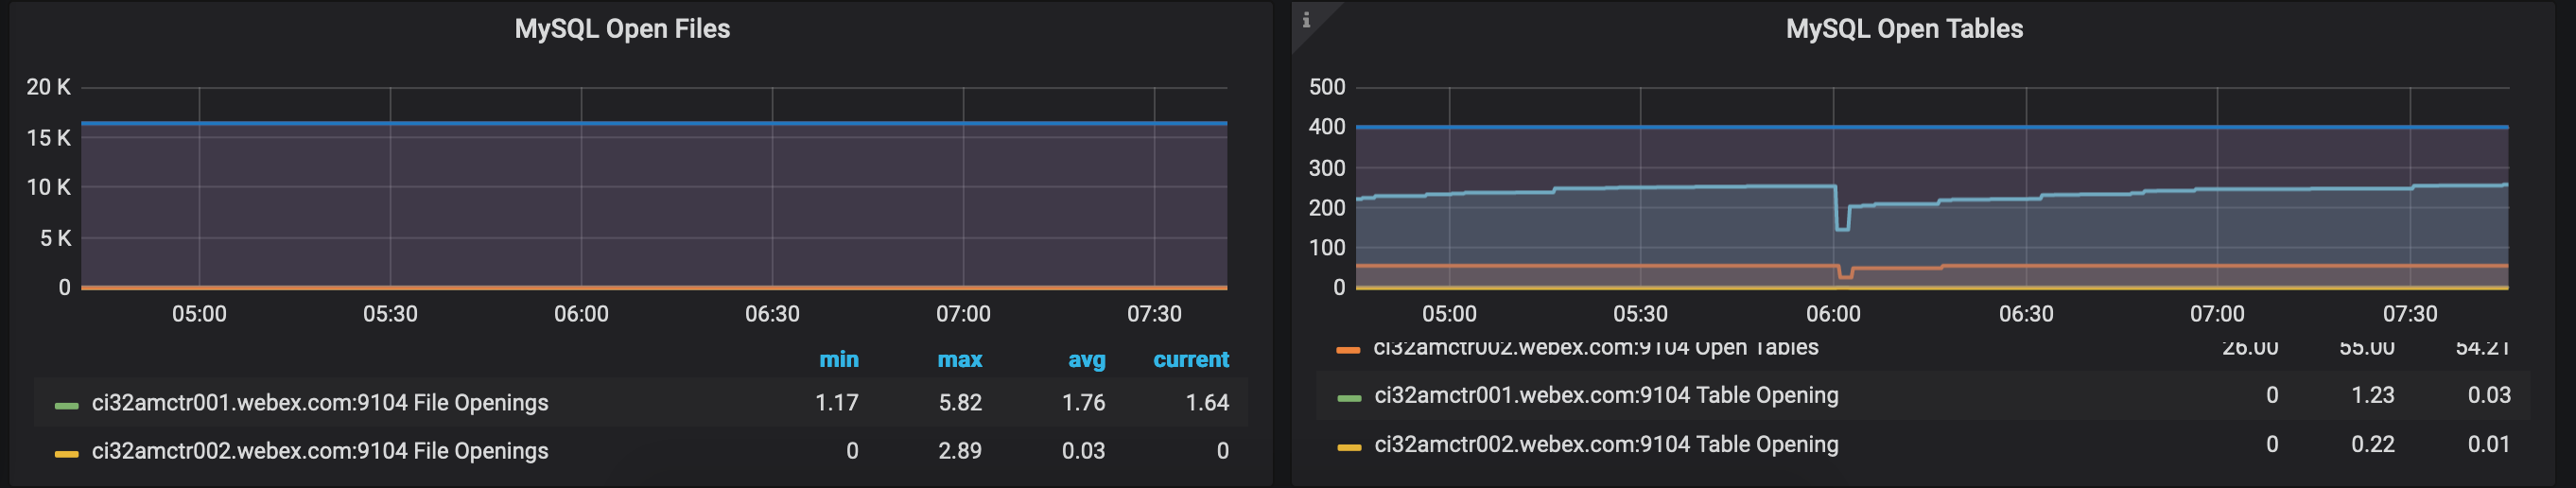 MySQL Open Files
20 K
15 K
10 K
5 K
0
05:00 05:30 06:00 06:30 07:00 07:30
min max avg current
ci32amctr001.webex.com:9104 File Openings 1.17 5.82 1.76 1.64
ci32amctr002.webex.com:9104 File Openings 0 2.89 0.03 0
i
MySQL Open Tables
500
400
300
200
100
0
05:00 05:30 06:00 06:30 07:00 07:30
ci32amctr002.webex.com:9104 Open Tables 26.00 55.00 54.21
ci32amctr001.webex.com:9104 Table Opening 0 1.23 0.03
ci32amctr002.webex.com:9104 Table Opening 0 0.22 0.01